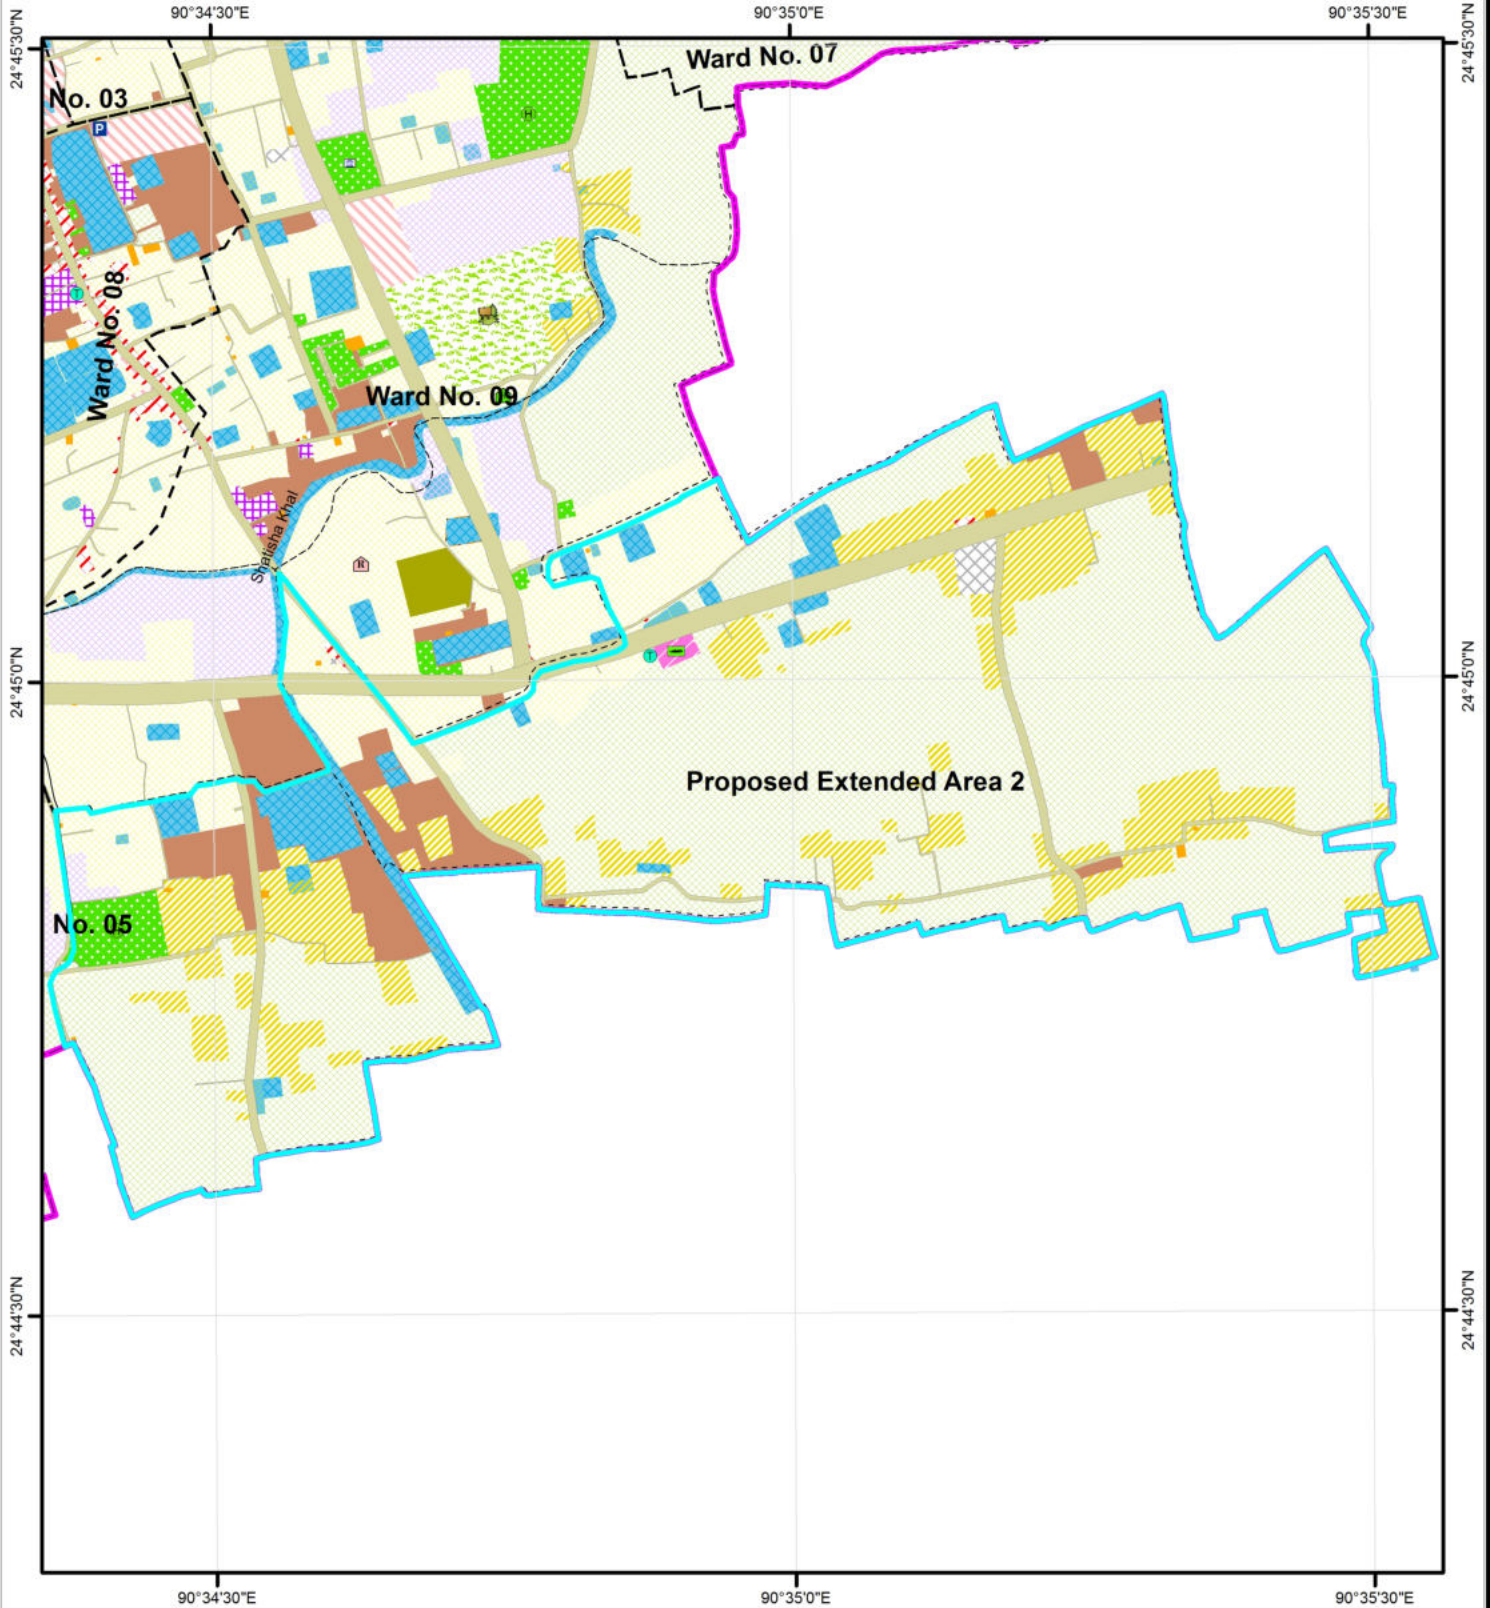 90°34'30"E
90°35'0"E
90°35'30"E
24°45'30"N
24°45'30"N
Ward No. 07
No. 03
P
H
T
Ward No. 08
Ward No. 09
Shatisha Khal
R
T
24°45'0"N
24°45'0"N
Proposed Extended Area 2
No. 05
24°44'30"N
24°44'30"N
90°34'30"E
90°35'0"E
90°35'30"E